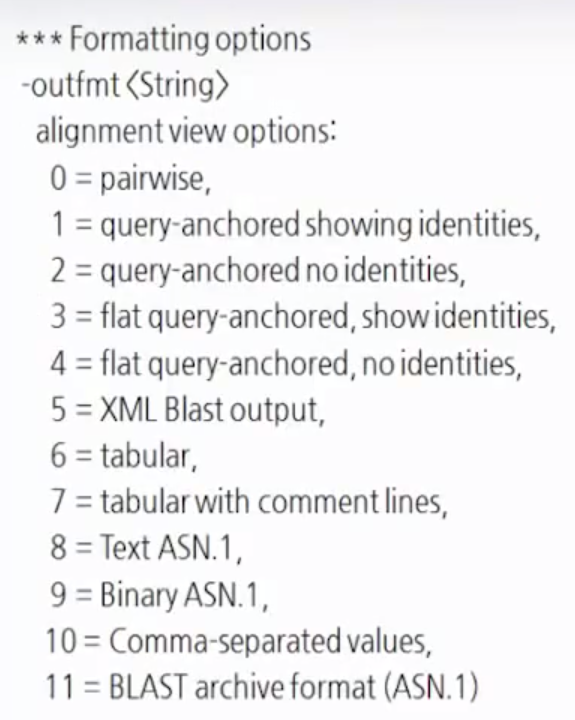 *** Formatting options
-outfmt <String>
alignment view options:
0 = pairwise,
1 = query-anchored showing identities,
2 = query-anchored no identities,
3 = flat query-anchored, show identities,
4 = flat query-anchored, no identities,
5 = XML Blast output,
6 = tabular,
7 = tabular with comment lines,
8 = Text ASN.1,
9 = Binary ASN.1,
10 = Comma-separated values,
11 = BLAST archive format (ASN.1)